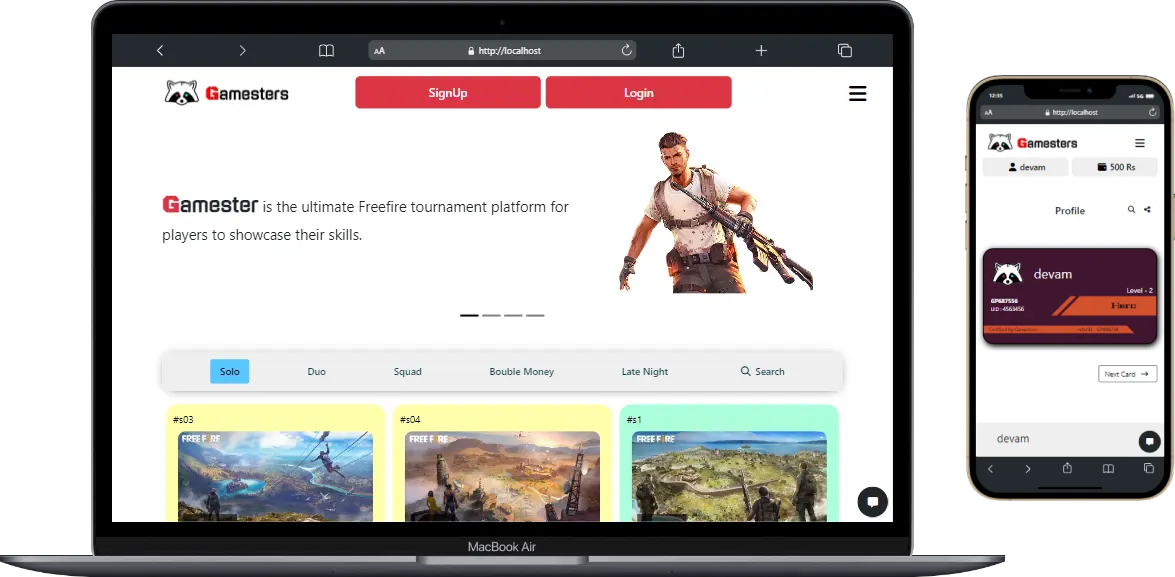 AA
http://localhost
Gamesters
SignUp
Login
Gamester is the ultimate Freefire tournament platform for
players to showcase their skills.
Solo
Duo
Squad
Bouble Money
Late Night
Search
#s03
#s04
#s1
FREE FIRE
FREE FIRE
FREE FIRE
MacBook Air
12:35
5G
AA
http://localhost
Gamesters
devam
500 Rs
Profile
devam
Level - 2
GP687556
UID : 4563456
Hero
Next Card →
devam